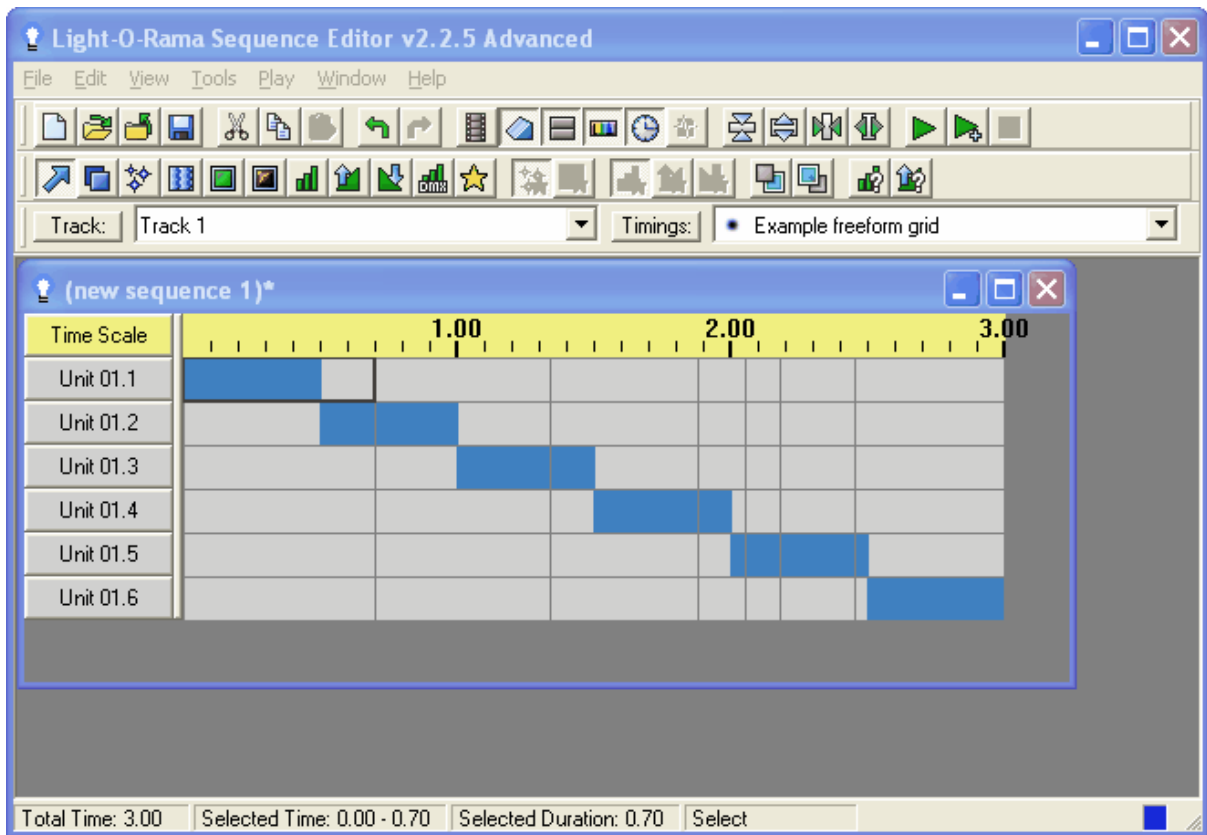 Light-O-Rama Sequence Editor v2.2.5 Advanced
File Edit View Tools Play Window Help
DMX
Track: Track 1 Timings: Example freeform grid
(new sequence 1)*
Time Scale 1.00 2.00 3.00
Unit 01.1
Unit 01.2
Unit 01.3
Unit 01.4
Unit 01.5
Unit 01.6
Total Time: 3.00 Selected Time: 0.00 - 0.70 Selected Duration: 0.70 Select